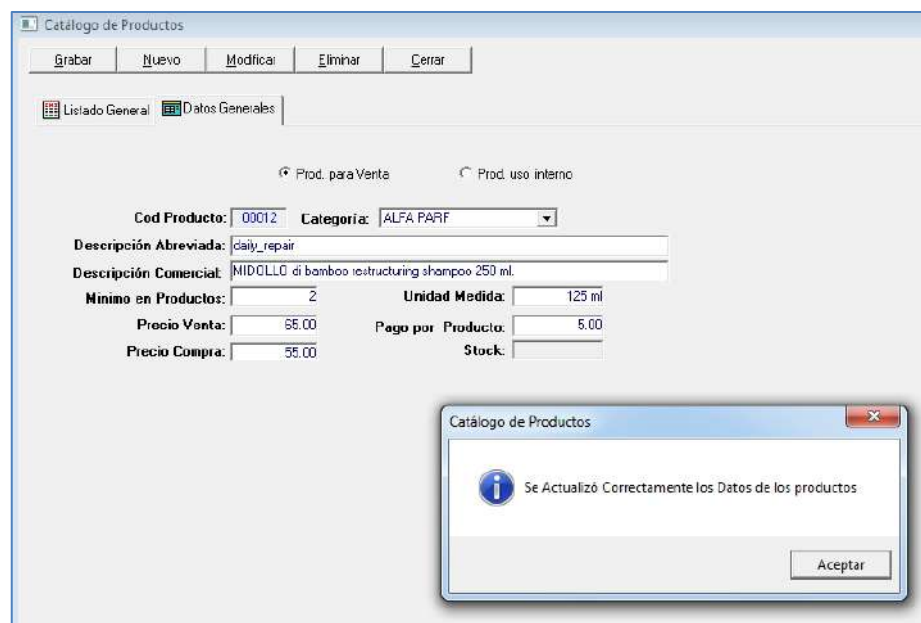 Catálogo de Productos
Grabar Nuevo Modificar Eliminar Cerrar
Listado General Datos Generales
Prod. para Venta Prod. uso interno
Cod Producto: 00012 Categoría: ALFA PARF
Descripción Abreviada: daily_repair
Descripción Comercial: MIDOLLO di bamboo restructuring shampoo 250 ml.
Minimo en Productos: 2 Unidad Medida: 125 ml
Precio Venta: 65.00 Pago por Producto: 5.00
Precio Compra: 55.00 Stock:
Catálogo de Productos
Se Actualizó Correctamente los Datos de los productos
Aceptar